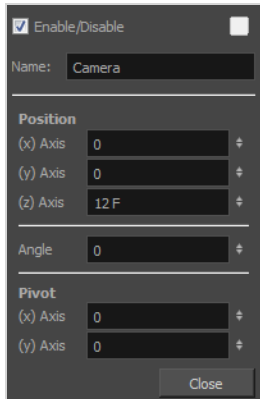 Enable/Disable
Name: Camera
Position
(x) Axis 0
(y) Axis 0
(z) Axis 12 F
Angle 0
Pivot
(x) Axis 0
(y) Axis 0
Close